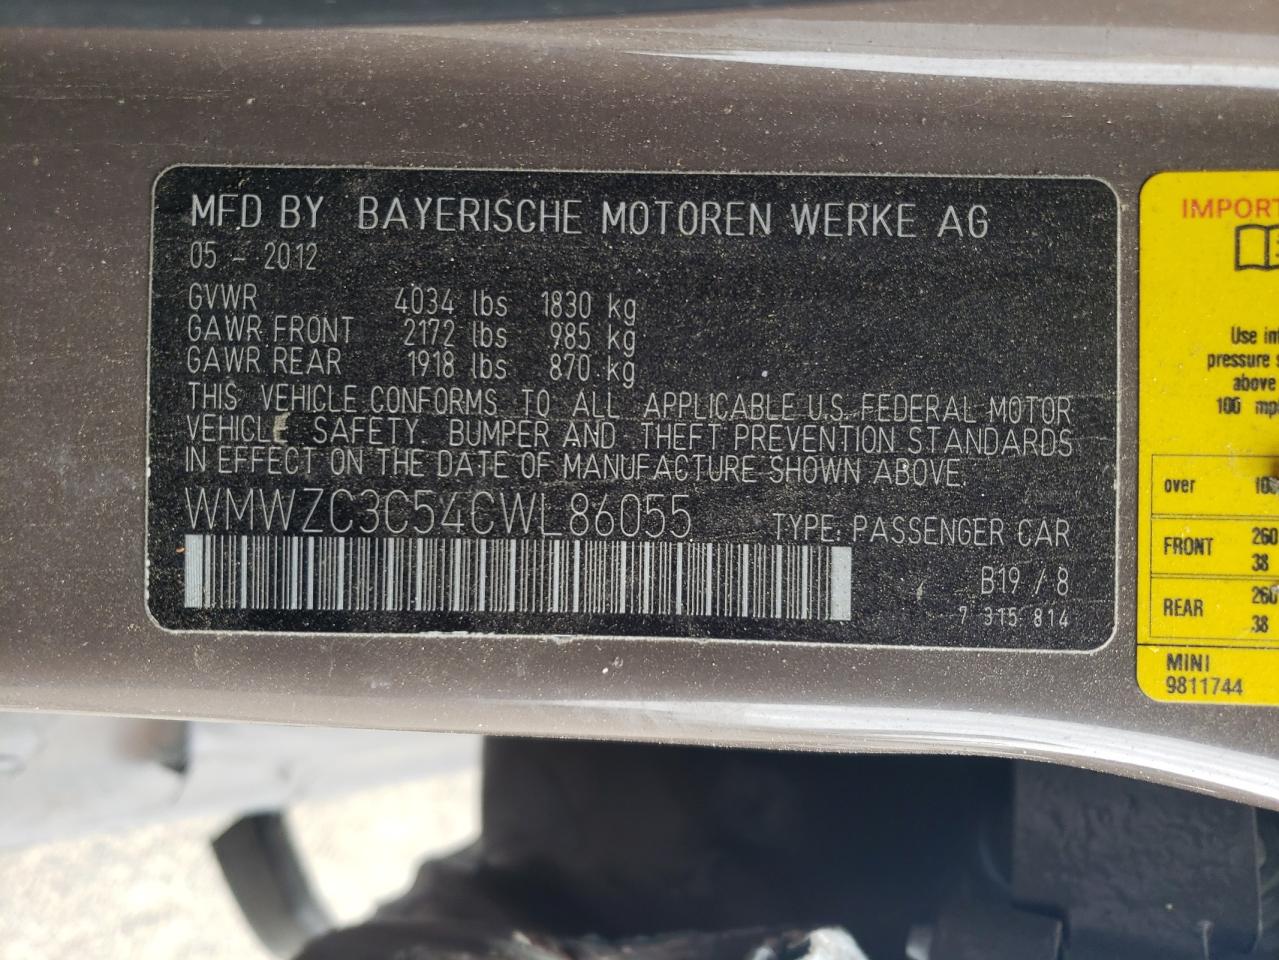 MFD BY BAYERISCHE MOTOREN WERKE AG
05 - 2012
GVWR 4034 lbs 1830 kg
GAWR FRONT 2172 lbs 985 kg
GAWR REAR 1918 lbs 870 kg
THIS VEHICLE CONFORMS TO ALL APPLICABLE U.S. FEDERAL MOTOR
VEHICLE SAFETY. BUMPER AND THEFT PREVENTION STANDARDS
IN EFFECT ON THE DATE OF MANUFACTURE SHOWN ABOVE.
WMWZC3C54CWL86055 TYPE: PASSENGER CAR
B19 / 8
7 315 814
IMPORT
Use
pressure
above
100 mp
over
FRONT 260
38
REAR 260
38
MINI
9811744